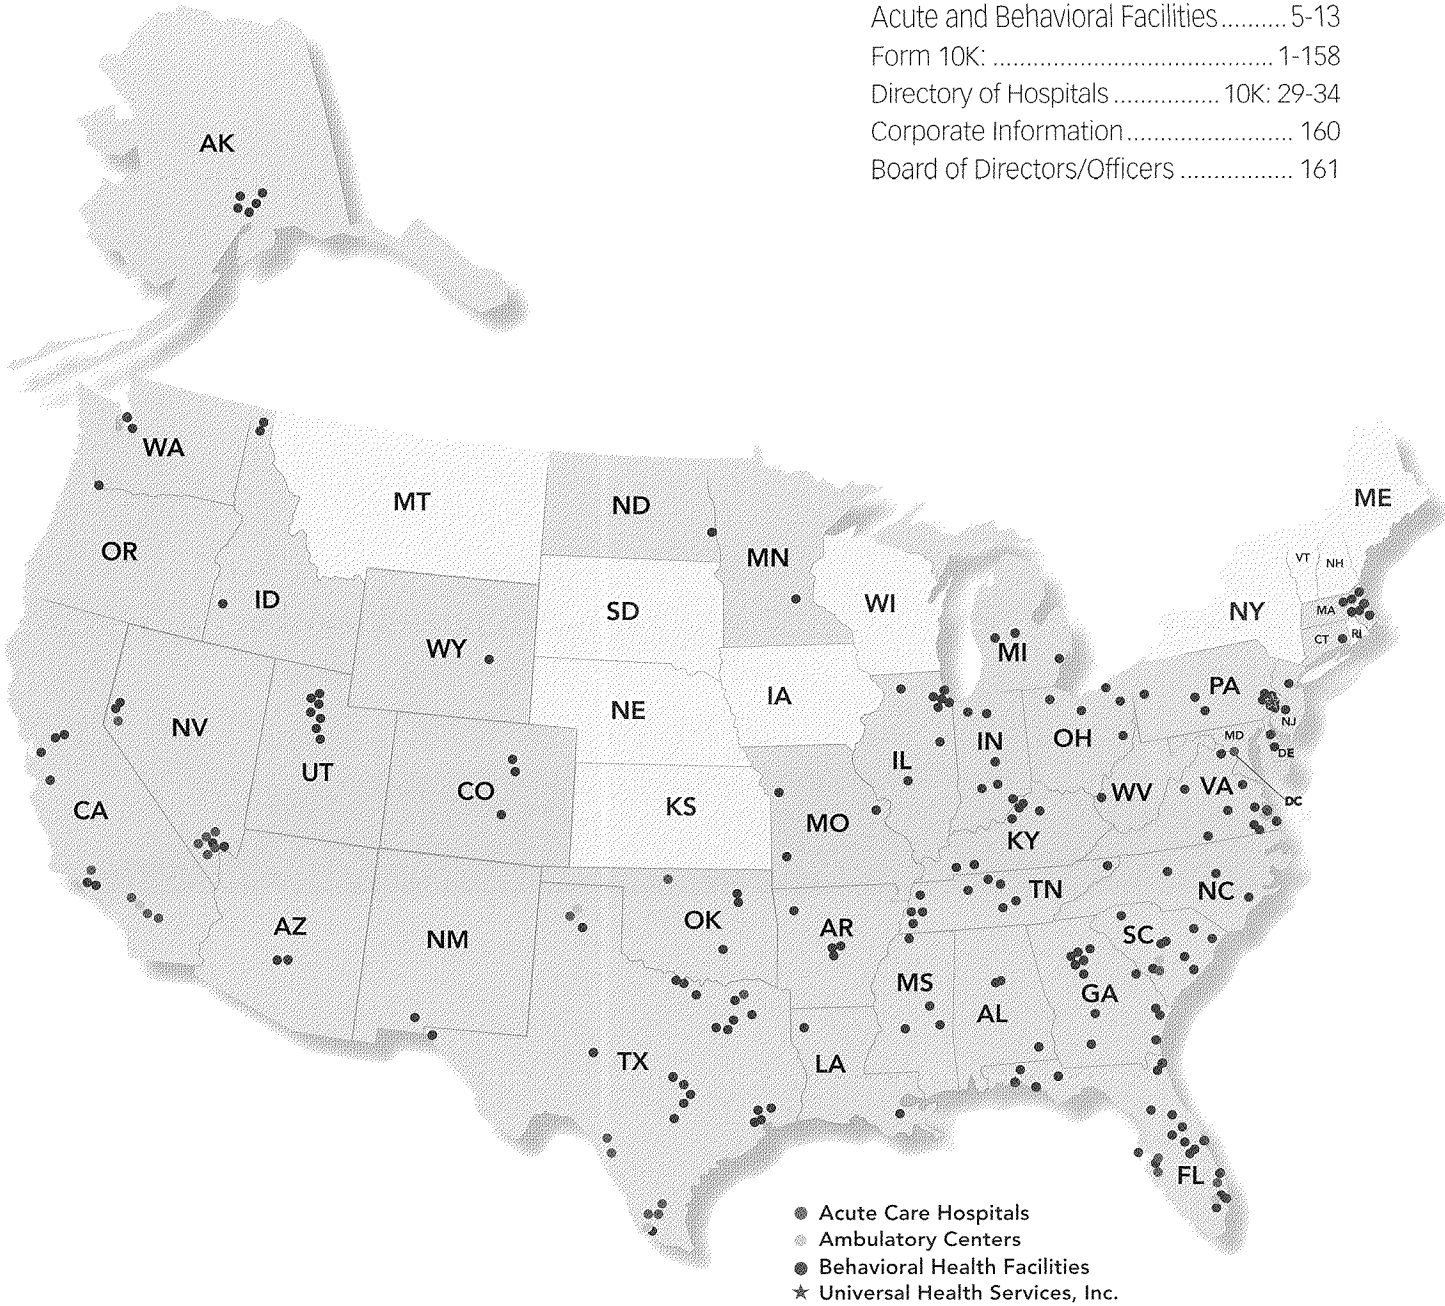 Acute and Behavioral Facilities .......... 5-13
Form 10K: .......................................... 1-158
Directory of Hospitals ................ 10K: 29-34
Corporate Information ......................... 160
Board of Directors/Officers ................. 161
AK
WA
MT
ND
MN
OR
ID
WY
SD
WI
MI
NY
VT
NH
ME
MA
CT
RI
NV
UT
CO
NE
IA
IL
IN
OH
PA
NJ
MD
DE
CA
KS
MO
KY
WV
VA
DC
AZ
NM
OK
AR
TN
NC
SC
MS
AL
GA
TX
LA
FL
Acute Care Hospitals
Ambulatory Centers
Behavioral Health Facilities
Universal Health Services, Inc.